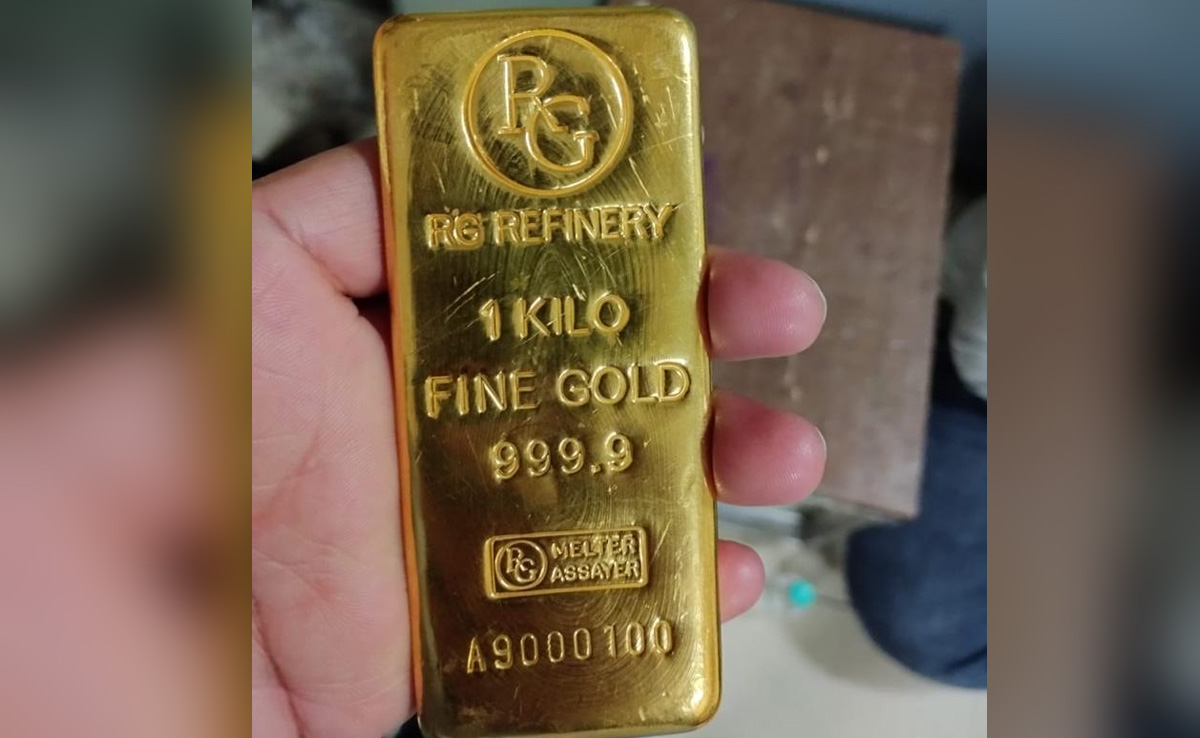 RG
RG REFINERY
1 KILO
FINE GOLD
999.9
RG MELTER
ASSAYER
A9000100